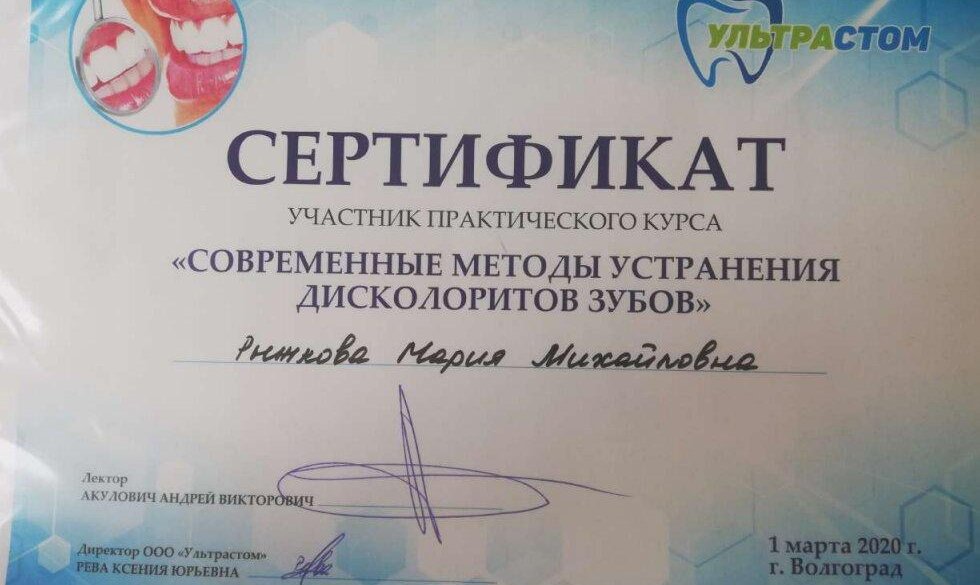 УЛЬТРАСТОМ
СЕРТИФИКАТ
УЧАСТНИК ПРАКТИЧЕСКОГО КУРСА
«СОВРЕМЕННЫЕ МЕТОДЫ УСТРАНЕНИЯ
ДИСКОЛОРИТОВ ЗУБОВ»
Рыжкова Мария Михайловна
Лектор
АКУЛОВИЧ АНДРЕЙ ВИКТОРОВИЧ
Директор ООО «Ультрастом»
РЕВА КСЕНИЯ ЮРЬЕВНА
1 марта 2020 г.
г. Волгоград